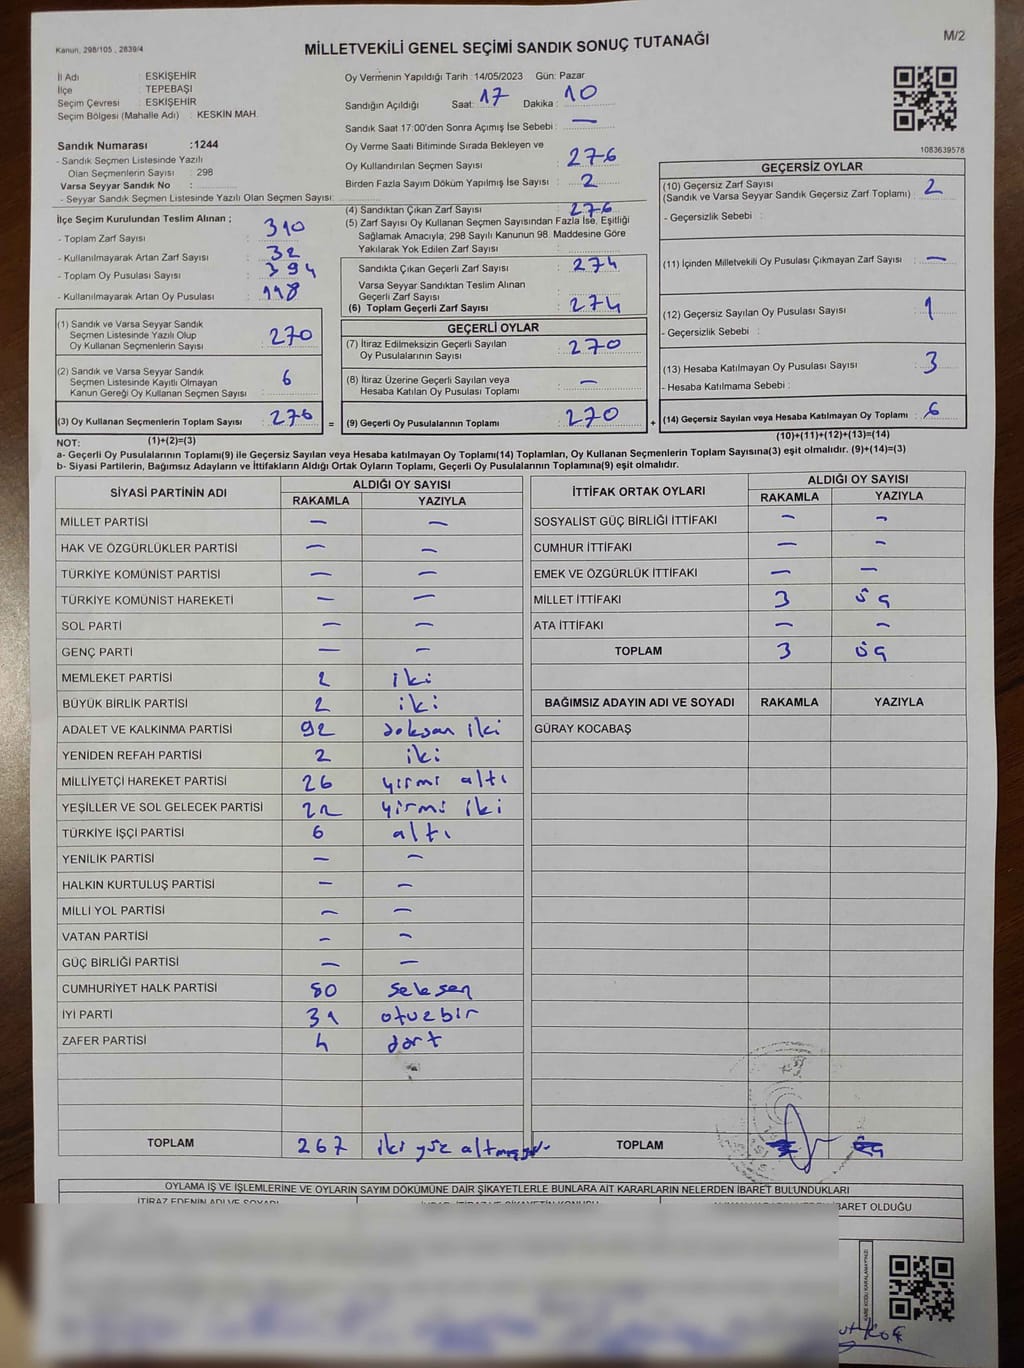 Kanun, 298/105 , 2839/4
MİLLETVEKİLİ GENEL SEÇİMİ SANDIK SONUÇ TUTANAĞI
M/2
İl Adı : ESKİŞEHİR
İlçe : TEPEBAŞI
Seçim Çevresi : ESKİŞEHİR
Seçim Bölgesi (Mahalle Adı) : KESKİN MAH.
Sandık Numarası :1244
- Sandık Seçmen Listesinde Yazılı
Olan Seçmenlerin Sayısı : 298
Varsa Seyyar Sandık No :
- Seyyar Sandık Seçmen Listesinde Yazılı Olan Seçmen Sayısı:
Oy Vermenin Yapıldığı Tarih : 14/05/2023 Gün: Pazar
Sandığın Açıldığı Saat: 17 Dakika : 10
Sandık Saat 17:00'den Sonra Açımış İse Sebebi : —
Oy Verme Saati Bitiminde Sırada Bekleyen ve
Oy Kullandırılan Seçmen Sayısı : 276
Birden Fazla Sayım Döküm Yapılmış İse Sayısı : 2
1083639578
İlçe Seçim Kurulundan Teslim Alınan ;
- Toplam Zarf Sayısı : 310
- Kullanılmayarak Artan Zarf Sayısı : 32
- Toplam Oy Pusulası Sayısı : 394
- Kullanılmayarak Artan Oy Pusulası : 118
(1) Sandık ve Varsa Seyyar Sandık
Seçmen Listesinde Yazılı Olup
Oy Kullanan Seçmenlerin Sayısı : 270
(2) Sandık ve Varsa Seyyar Sandık
Seçmen Listesinde Kayıtlı Olmayan
Kanun Gereği Oy Kullanan Seçmen Sayısı : 6
(3) Oy Kullanan Seçmenlerin Toplam Sayısı : 276 =
(4) Sandıktan Çıkan Zarf Sayısı : 276
(5) Zarf Sayısı Oy Kullanan Seçmen Sayısından Fazla İse, Eşitliği
Sağlamak Amacıyla, 298 Sayılı Kanunun 98. Maddesine Göre
Yakılarak Yok Edilen Zarf Sayısı :
Sandıkta Çıkan Geçerli Zarf Sayısı : 274
Varsa Seyyar Sandıktan Teslim Alınan
Geçerli Zarf Sayısı :
(6) Toplam Geçerli Zarf Sayısı : 274
GEÇERLİ OYLAR
(7) İtiraz Edilmeksizin Geçerli Sayılan
Oy Pusulalarının Sayısı : 270
(8) İtiraz Üzerine Geçerli Sayılan veya
Hesaba Katılan Oy Pusulası Toplamı : —
(9) Geçerli Oy Pusulalarının Toplamı : 270 +
GEÇERSİZ OYLAR
(10) Geçersiz Zarf Sayısı
(Sandık ve Varsa Seyyar Sandık Geçersiz Zarf Toplamı) : 2
- Geçersizlik Sebebi :
(11) İçinden Milletvekili Oy Pusulası Çıkmayan Zarf Sayısı : —
(12) Geçersiz Sayılan Oy Pusulası Sayısı : 1
- Geçersizlik Sebebi :
(13) Hesaba Katılmayan Oy Pusulası Sayısı : 3
- Hesaba Katılmama Sebebi :
(14) Geçersiz Sayılan veya Hesaba Katılmayan Oy Toplamı : 6
NOT: (1)+(2)=(3) (10)+(11)+(12)+(13)=(14)
a- Geçerli Oy Pusulalarının Toplamı(9) ile Geçersiz Sayılan veya Hesaba katılmayan Oy Toplamı(14) Toplamları, Oy Kullanan Seçmenlerin Toplam Sayısına(3) eşit olmalıdır. (9)+(14)=(3)
b- Siyasi Partilerin, Bağımsız Adayların ve İttifakların Aldığı Ortak Oyların Toplamı, Geçerli Oy Pusulalarının Toplamına(9) eşit olmalıdır.
SİYASİ PARTİNİN ADI ALDIĞI OY SAYISI
RAKAMLA YAZIYLA
MİLLET PARTİSİ — —
HAK VE ÖZGÜRLÜKLER PARTİSİ — —
TÜRKİYE KOMÜNİST PARTİSİ — —
TÜRKİYE KOMÜNİST HAREKETİ — —
SOL PARTİ — —
GENÇ PARTİ — —
MEMLEKET PARTİSİ 2 iki
BÜYÜK BİRLİK PARTİSİ 2 iki
ADALET VE KALKINMA PARTİSİ 92 doksan iki
YENİDEN REFAH PARTİSİ 2 iki
MİLLİYETÇİ HAREKET PARTİSİ 26 yirmi altı
YEŞİLLER VE SOL GELECEK PARTİSİ 22 yirmi iki
TÜRKİYE İŞÇİ PARTİSİ 6 altı
YENİLİK PARTİSİ — —
HALKIN KURTULUŞ PARTİSİ — —
MİLLİ YOL PARTİSİ — —
VATAN PARTİSİ — —
GÜÇ BİRLİĞİ PARTİSİ — —
CUMHURİYET HALK PARTİSİ 80 seksen
İYİ PARTİ 31 otuzbir
ZAFER PARTİSİ 4 dört
TOPLAM 267 iki yüz
İTTİFAK ORTAK OYLARI ALDIĞI OY SAYISI
RAKAMLA YAZIYLA
SOSYALİST GÜÇ BİRLİĞİ İTTİFAKI — —
CUMHUR İTTİFAKI — —
EMEK VE ÖZGÜRLÜK İTTİFAKI — —
MİLLET İTTİFAKI 3 üç
ATA İTTİFAKI — —
TOPLAM 3 üç
BAĞIMSIZ ADAYIN ADI VE SOYADI RAKAMLA YAZIYLA
GÜRAY KOCABAŞ
TOPLAM
OYLAMA İŞ VE İŞLEMLERİNE VE OYLARIN SAYIM DÖKÜMÜNE DAİR ŞİKAYETLERLE BUNLARA AİT KARARLARIN NELERDEN İBARET BULUNDUKLARI
İTİRAZ EDENİN ADI VE SOYADI
İBARET OLDUĞU